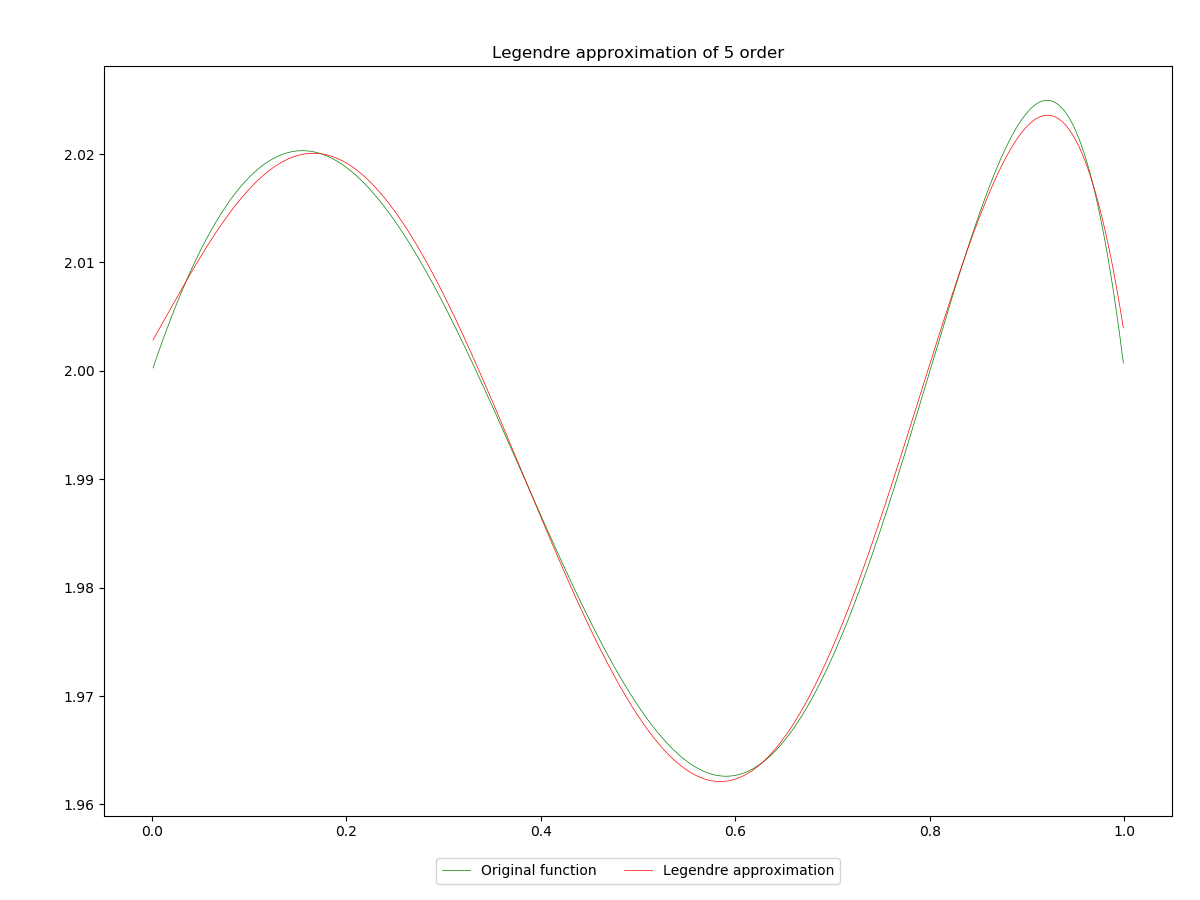 Legendre approximation of 5 order
2.02
2.01
2.00
1.99
1.98
1.97
1.96
0.0 0.2 0.4 0.6 0.8 1.0
Original function Legendre approximation